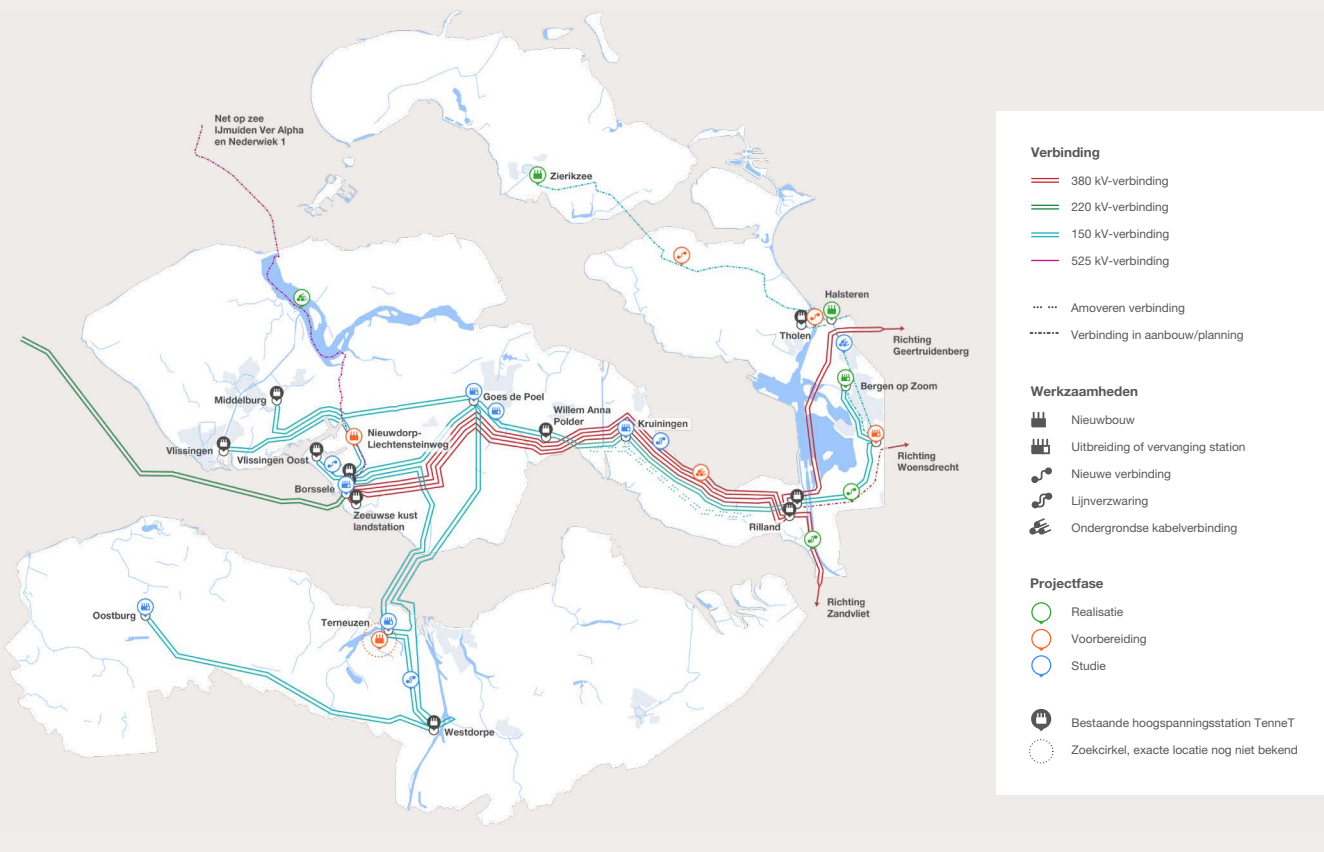 Net op zee
IJmuiden Ver Alpha
en Nederwiek 1
Zierikzee
Halsteren
Tholen
Richting
Geertruidenberg
Bergen op Zoom
Middelburg
Goes de Poel
Willem Anna
Polder
Kruiningen
Nieuwdorp-
Liechtensteinweg
Vlissingen
Vlissingen Oost
Richting
Woensdrecht
Borssele
Zeeuwse kust
landstation
Rilland
Oostburg
Terneuzen
Richting
Zandvliet
Westdorpe
Verbinding
380 kV-verbinding
220 kV-verbinding
150 kV-verbinding
525 kV-verbinding
Amoveren verbinding
Verbinding in aanbouw/planning
Werkzaamheden
Nieuwbouw
Uitbreiding of vervanging station
Nieuwe verbinding
Lijnverzwaring
Ondergrondse kabelverbinding
Projectfase
Realisatie
Voorbereiding
Studie
Bestaande hoogspanningsstation TenneT
Zoekcirkel, exacte locatie nog niet bekend